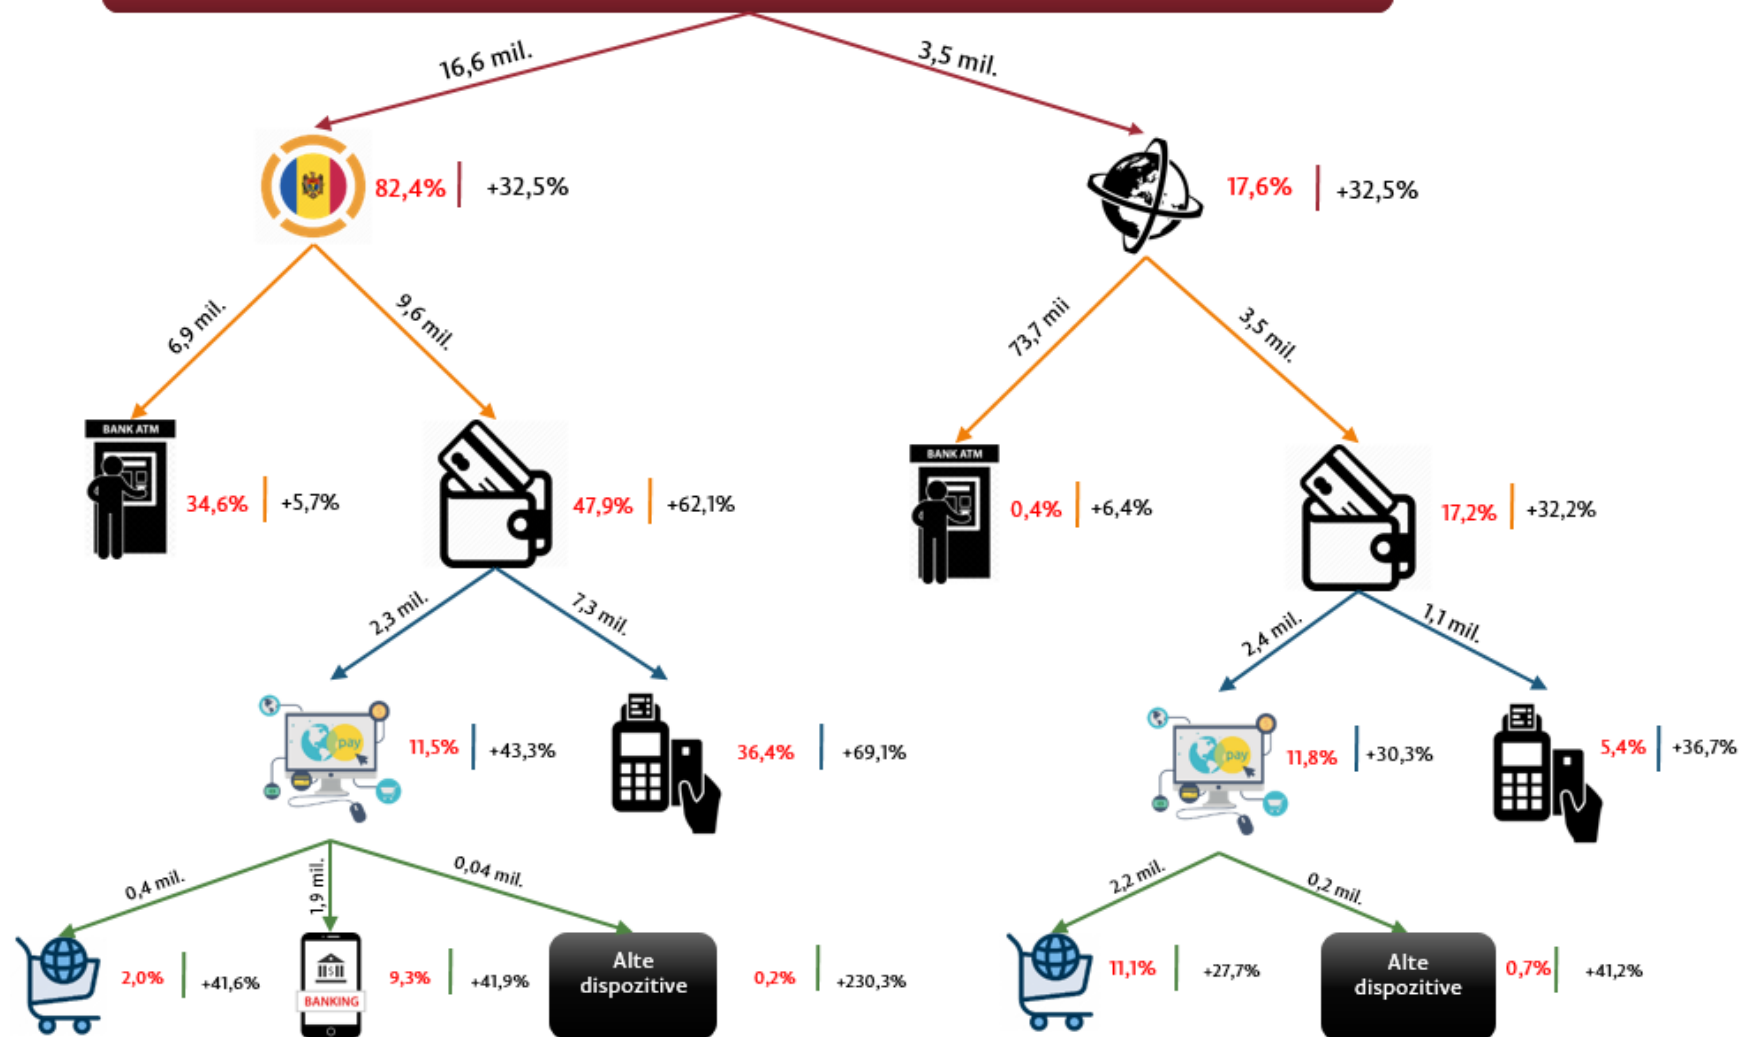 16,6 mil.
3,5 mil.
82,4%
+32,5%
17,6%
+32,5%
6,9 mil.
9,6 mil.
73,7 mii
3,5 mil.
BANK ATM
34,6%
+5,7%
47,9%
+62,1%
BANK ATM
0,4%
+6,4%
17,2%
+32,2%
2,3 mil.
7,3 mil.
2,4 mil.
1,1 mil.
pay
11,5%
+43,3%
36,4%
+69,1%
pay
11,8%
+30,3%
5,4%
+36,7%
0,4 mil.
1,9 mil.
0,04 mil.
2,2 mil.
0,2 mil.
2,0%
+41,6%
BANKING
9,3%
+41,9%
Alte
dispozitive
0,2%
+230,3%
11,1%
+27,7%
Alte
dispozitive
0,7%
+41,2%